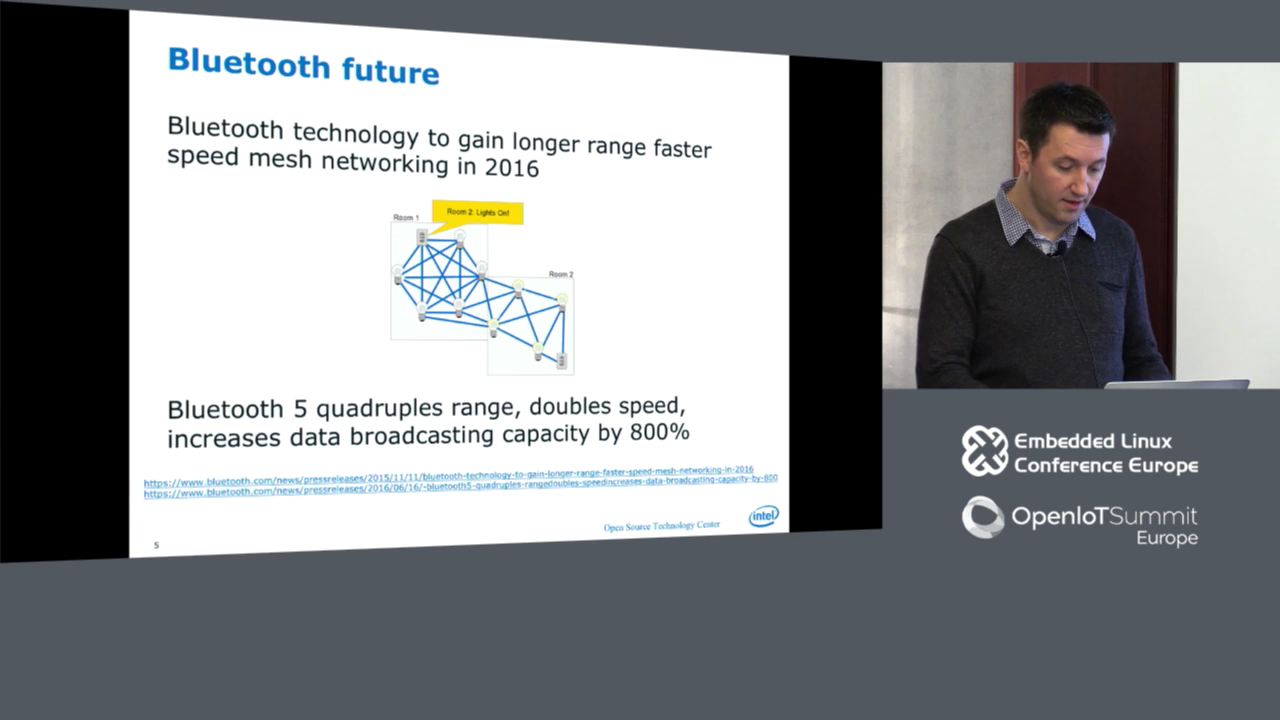 Bluetooth future
Bluetooth technology to gain longer range faster
speed mesh networking in 2016
Room 1
Room 2: Lights On!
Room 2
Bluetooth 5 quadruples range, doubles speed,
increases data broadcasting capacity by 800%
https://www.bluetooth.com/news/pressreleases/2015/11/11/bluetooth-technology-to-gain-longer-range-faster-speed-mesh-networking-in-2016
https://www.bluetooth.com/news/pressreleases/2016/06/16/-bluetooth5-quadruples-rangedoubles-speedincreases-data-broadcasting-capacity-by-800
Open Source Technology Center
intel
5
Embedded Linux
Conference Europe
OpenIoTSummit
Europe